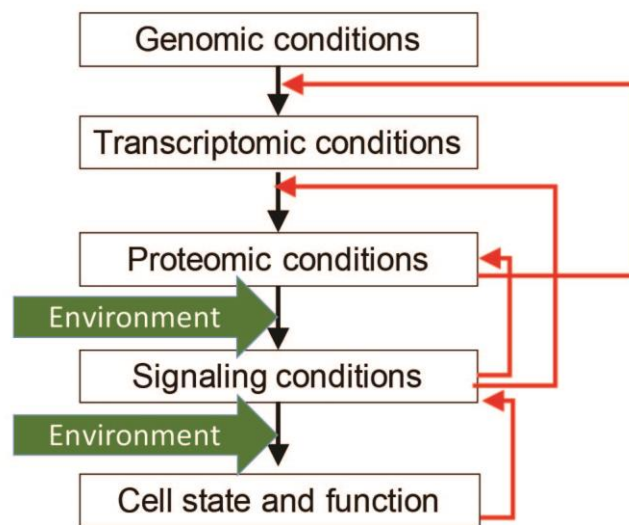 Genomic conditions
Transcriptomic conditions
Proteomic conditions
Environment
Signaling conditions
Environment
Cell state and function